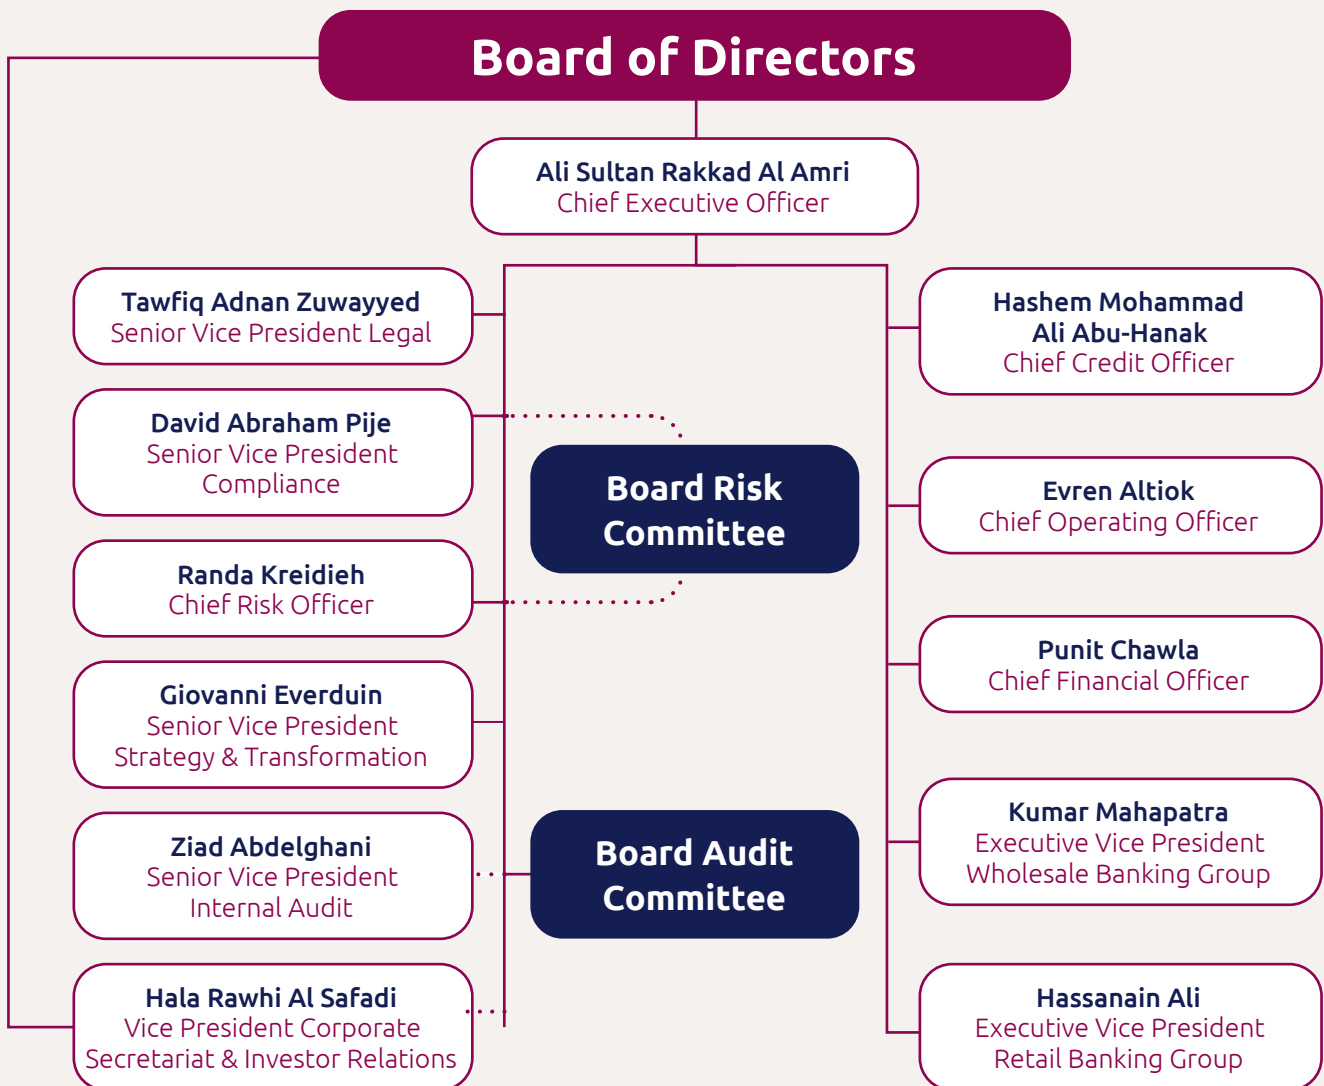 Board of Directors
Ali Sultan Rakkad Al Amri
Chief Executive Officer
Tawfiq Adnan Zuwayyed
Senior Vice President Legal
David Abraham Pije
Senior Vice President
Compliance
Randa Kreidieh
Chief Risk Officer
Giovanni Everduin
Senior Vice President
Strategy & Transformation
Ziad Abdelghani
Senior Vice President
Internal Audit
Hala Rawhi Al Safadi
Vice President Corporate
Secretariat & Investor Relations
Board Risk
Committee
Board Audit
Committee
Hashem Mohammad
Ali Abu-Hanak
Chief Credit Officer
Evren Altiok
Chief Operating Officer
Punit Chawla
Chief Financial Officer
Kumar Mahapatra
Executive Vice President
Wholesale Banking Group
Hassanain Ali
Executive Vice President
Retail Banking Group